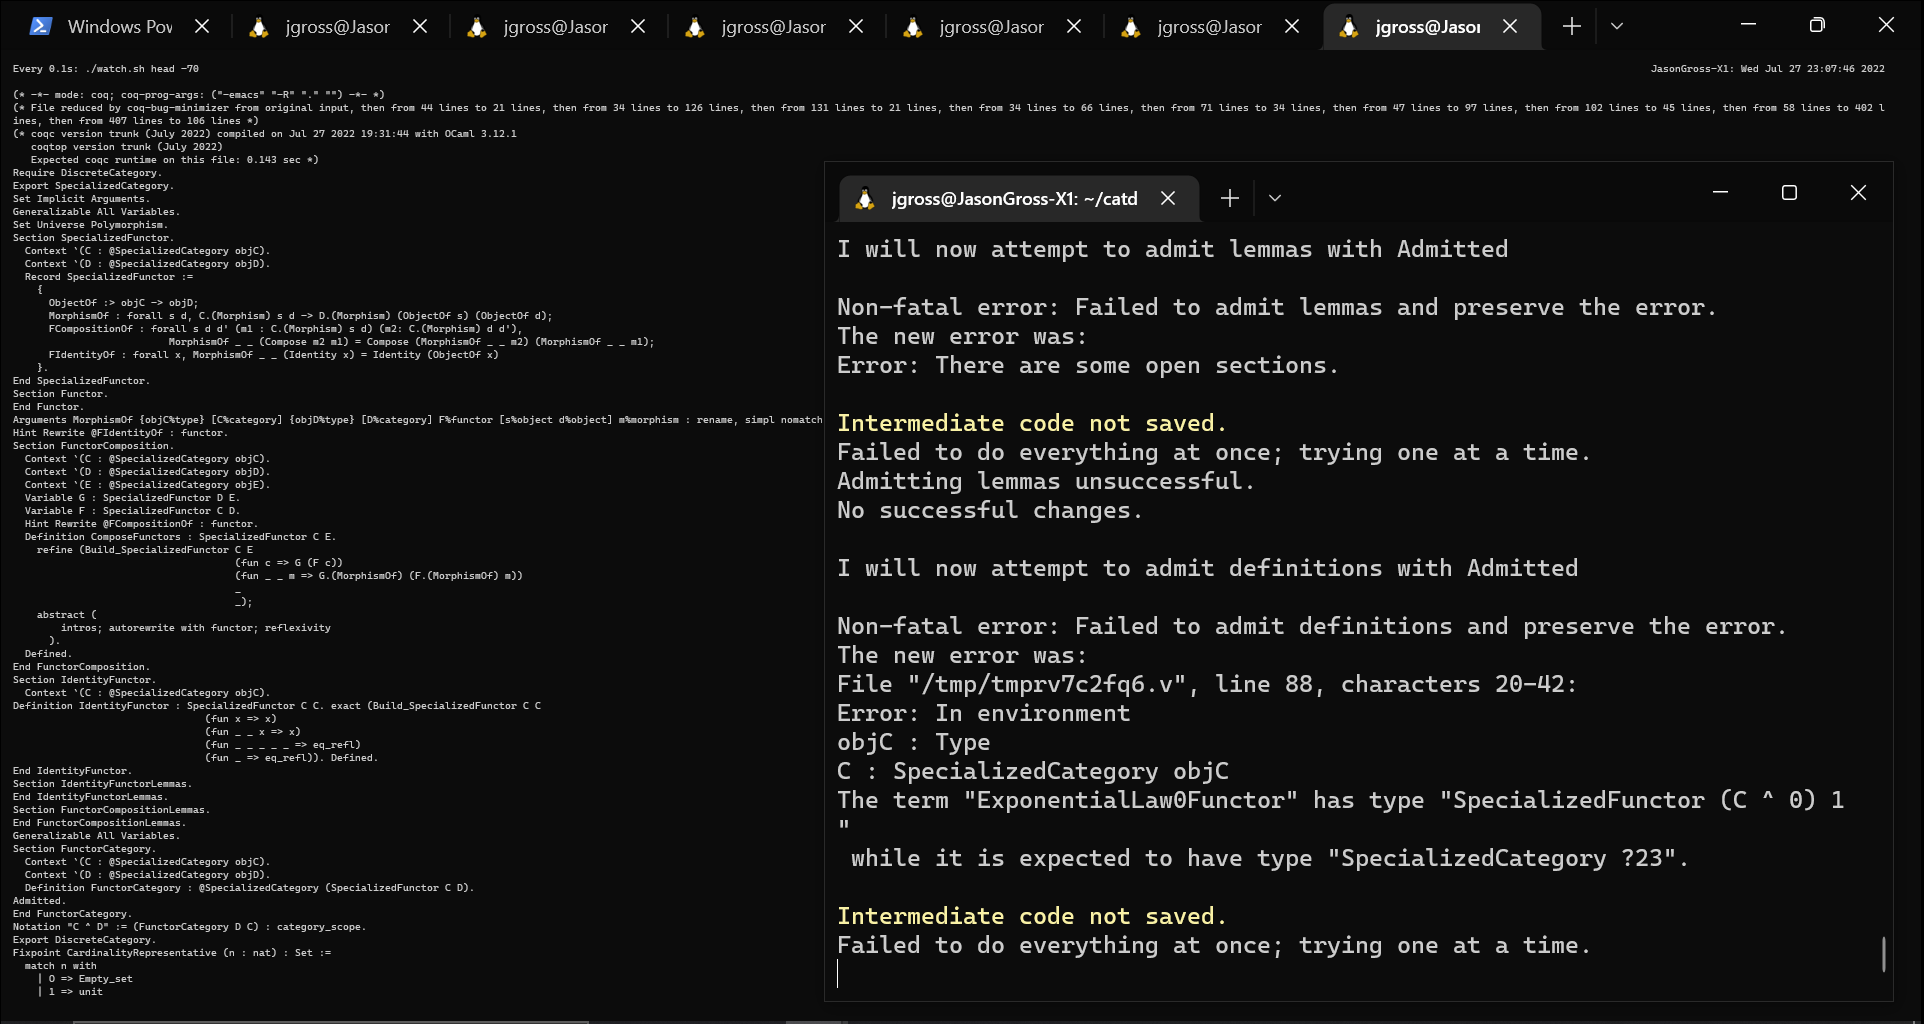 Windows Pow
jgross@Jason
jgross@Jason
jgross@Jason
jgross@Jason
jgross@Jason
jgross@Jason
Every 0.1s: ./watch.sh head -70
JasonGross-X1: Wed Jul 27 23:07:46 2022
(* -*- mode: coq; coq-prog-args: ("-emacs" "-R" "." "") -*- *)
(* File reduced by coq-bug-minimizer from original input, then from 44 lines to 21 lines, then from 34 lines to 126 lines, then from 131 lines to 21 lines, then from 34 lines to 66 lines, then from 71 lines to 34 lines, then from 47 lines to 97 lines, then from 102 lines to 45 lines, then from 58 lines to 402 l
ines, then from 407 lines to 106 lines *)
(* coqc version trunk (July 2022) compiled on Jul 27 2022 19:31:44 with OCaml 3.12.1
   coqtop version trunk (July 2022)
   Expected coqc runtime on this file: 0.143 sec *)
Require DiscreteCategory.
Export SpecializedCategory.
Set Implicit Arguments.
Generalizable All Variables.
Set Universe Polymorphism.
Section SpecializedFunctor.
  Context `(C : @SpecializedCategory objC).
  Context `(D : @SpecializedCategory objD).
  Record SpecializedFunctor :=
    {
      ObjectOf :> objC -> objD;
      MorphismOf : forall s d, C.(Morphism) s d -> D.(Morphism) (ObjectOf s) (ObjectOf d);
      FCompositionOf : forall s d d' (m1 : C.(Morphism) s d) (m2: C.(Morphism) d d'),
                          MorphismOf _ _ (Compose m2 m1) = Compose (MorphismOf _ _ m2) (MorphismOf _ _ m1);
      FIdentityOf : forall x, MorphismOf _ _ (Identity x) = Identity (ObjectOf x)
    }.
End SpecializedFunctor.
Section Functor.
End Functor.
Arguments MorphismOf {objC%type} [C%category] {objD%type} [D%category] F%functor [s%object d%object] m%morphism : rename, simpl nomatch
Hint Rewrite @FIdentityOf : functor.
Section FunctorComposition.
  Context `(C : @SpecializedCategory objC).
  Context `(D : @SpecializedCategory objD).
  Context `(E : @SpecializedCategory objE).
  Variable G : SpecializedFunctor D E.
  Variable F : SpecializedFunctor C D.
  Hint Rewrite @FCompositionOf : functor.
  Definition ComposeFunctors : SpecializedFunctor C E.
    refine (Build_SpecializedFunctor C E
                                     (fun c => G (F c))
                                     (fun _ _ m => G.(MorphismOf) (F.(MorphismOf) m))
                                     _
                                     _);
    abstract (
        intros; autorewrite with functor; reflexivity
      ).
  Defined.
End FunctorComposition.
Section IdentityFunctor.
  Context `(C : @SpecializedCategory objC).
Definition IdentityFunctor : SpecializedFunctor C C. exact (Build_SpecializedFunctor C C
                                (fun x => x)
                                (fun _ _ x => x)
                                (fun _ _ _ _ _ => eq_refl)
                                (fun _ => eq_refl)). Defined.
End IdentityFunctor.
Section IdentityFunctorLemmas.
End IdentityFunctorLemmas.
Section FunctorCompositionLemmas.
End FunctorCompositionLemmas.
Generalizable All Variables.
Section FunctorCategory.
  Context `(C : @SpecializedCategory objC).
  Context `(D : @SpecializedCategory objD).
  Definition FunctorCategory : @SpecializedCategory (SpecializedFunctor C D).
Admitted.
End FunctorCategory.
Notation "C ^ D" := (FunctorCategory D C) : category_scope.
Export DiscreteCategory.
Fixpoint CardinalityRepresentative (n : nat) : Set :=
  match n with
    | O => Empty_set
    | 1 => unit
jgross@JasonGross-X1: ~/catd
I will now attempt to admit lemmas with Admitted
Non-fatal error: Failed to admit lemmas and preserve the error.
The new error was:
Error: There are some open sections.
Intermediate code not saved.
Failed to do everything at once; trying one at a time.
Admitting lemmas unsuccessful.
No successful changes.
I will now attempt to admit definitions with Admitted
Non-fatal error: Failed to admit definitions and preserve the error.
The new error was:
File "/tmp/tmprv7c2fq6.v", line 88, characters 20-42:
Error: In environment
objC : Type
C : SpecializedCategory objC
The term "ExponentialLaw0Functor" has type "SpecializedFunctor (C ^ 0) 1
"
 while it is expected to have type "SpecializedCategory ?23".
Intermediate code not saved.
Failed to do everything at once; trying one at a time.